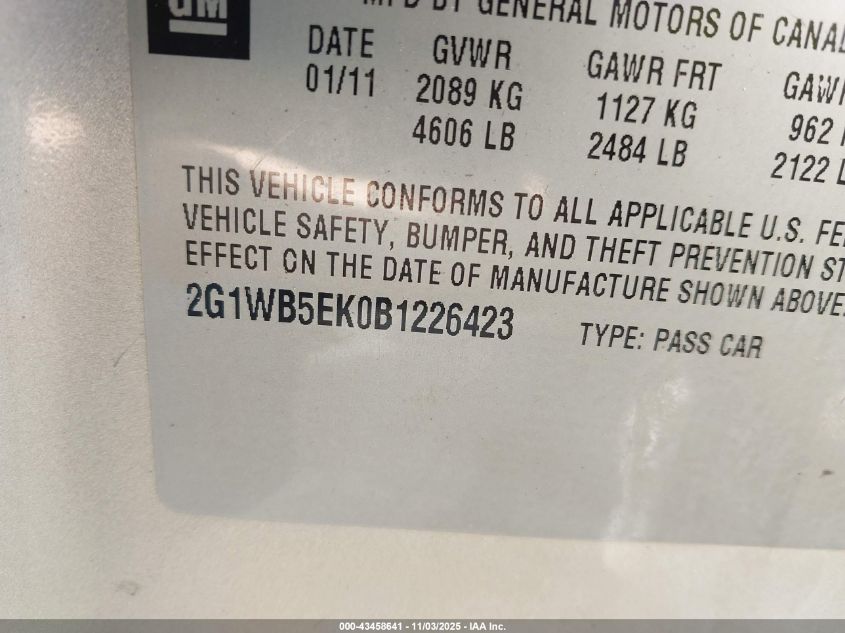 GM
MFD BY GENERAL MOTORS OF CANAD
DATE GVWR GAWR FRT GAWR
01/11 2089 KG 1127 KG 962 K
4606 LB 2484 LB 2122 L
THIS VEHICLE CONFORMS TO ALL APPLICABLE U.S. FE
VEHICLE SAFETY, BUMPER, AND THEFT PREVENTION ST
EFFECT ON THE DATE OF MANUFACTURE SHOWN ABOVE.
2G1WB5EK0B1226423 TYPE: PASS CAR
000-43458641 - 11/03/2025 - IAA Inc.